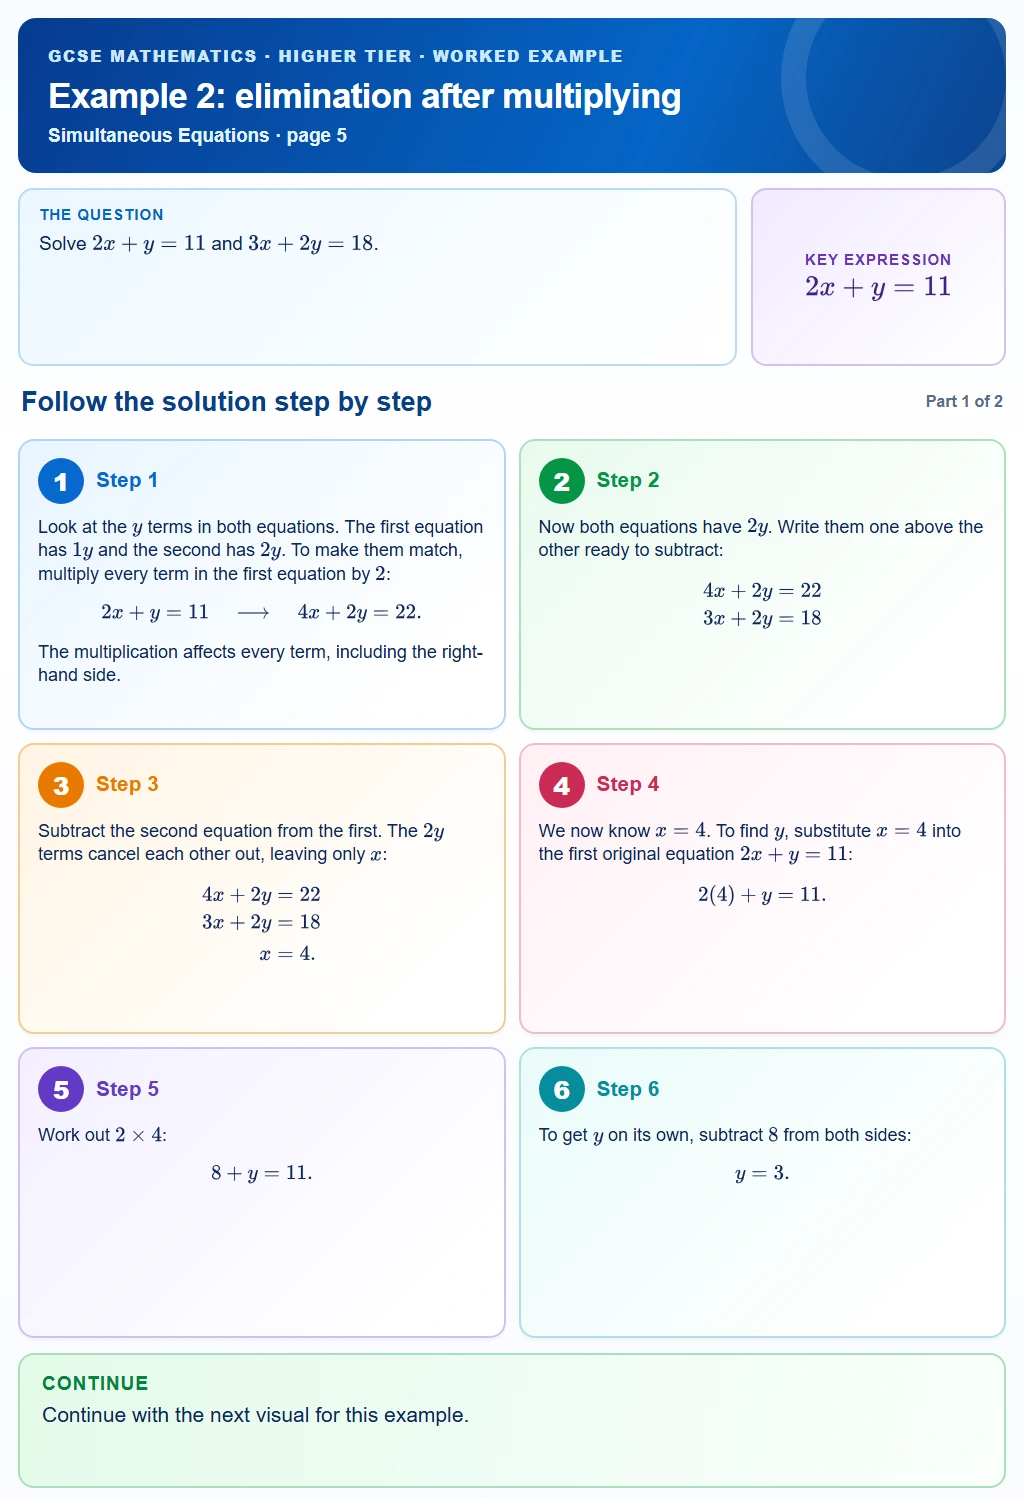 GCSE MATHEMATICS · HIGHER TIER · WORKED EXAMPLE
Example 2: elimination after multiplying
Simultaneous Equations · page 5
THE QUESTION
Solve 2x + y = 11 and 3x + 2y = 18.
KEY EXPRESSION
2x + y = 11
Follow the solution step by step
Part 1 of 2
1 Step 1
Look at the y terms in both equations. The first equation
has 1y and the second has 2y. To make them match,
multiply every term in the first equation by 2:
2x + y = 11 ⟶ 4x + 2y = 22.
The multiplication affects every term, including the right-
hand side.
2 Step 2
Now both equations have 2y. Write them one above the
other ready to subtract:
4x + 2y = 22
3x + 2y = 18
3 Step 3
Subtract the second equation from the first. The 2y
terms cancel each other out, leaving only x:
4x + 2y = 22
3x + 2y = 18
x = 4.
4 Step 4
We now know x = 4. To find y, substitute x = 4 into
the first original equation 2x + y = 11:
2(4) + y = 11.
5 Step 5
Work out 2 × 4:
8 + y = 11.
6 Step 6
To get y on its own, subtract 8 from both sides:
y = 3.
CONTINUE
Continue with the next visual for this example.